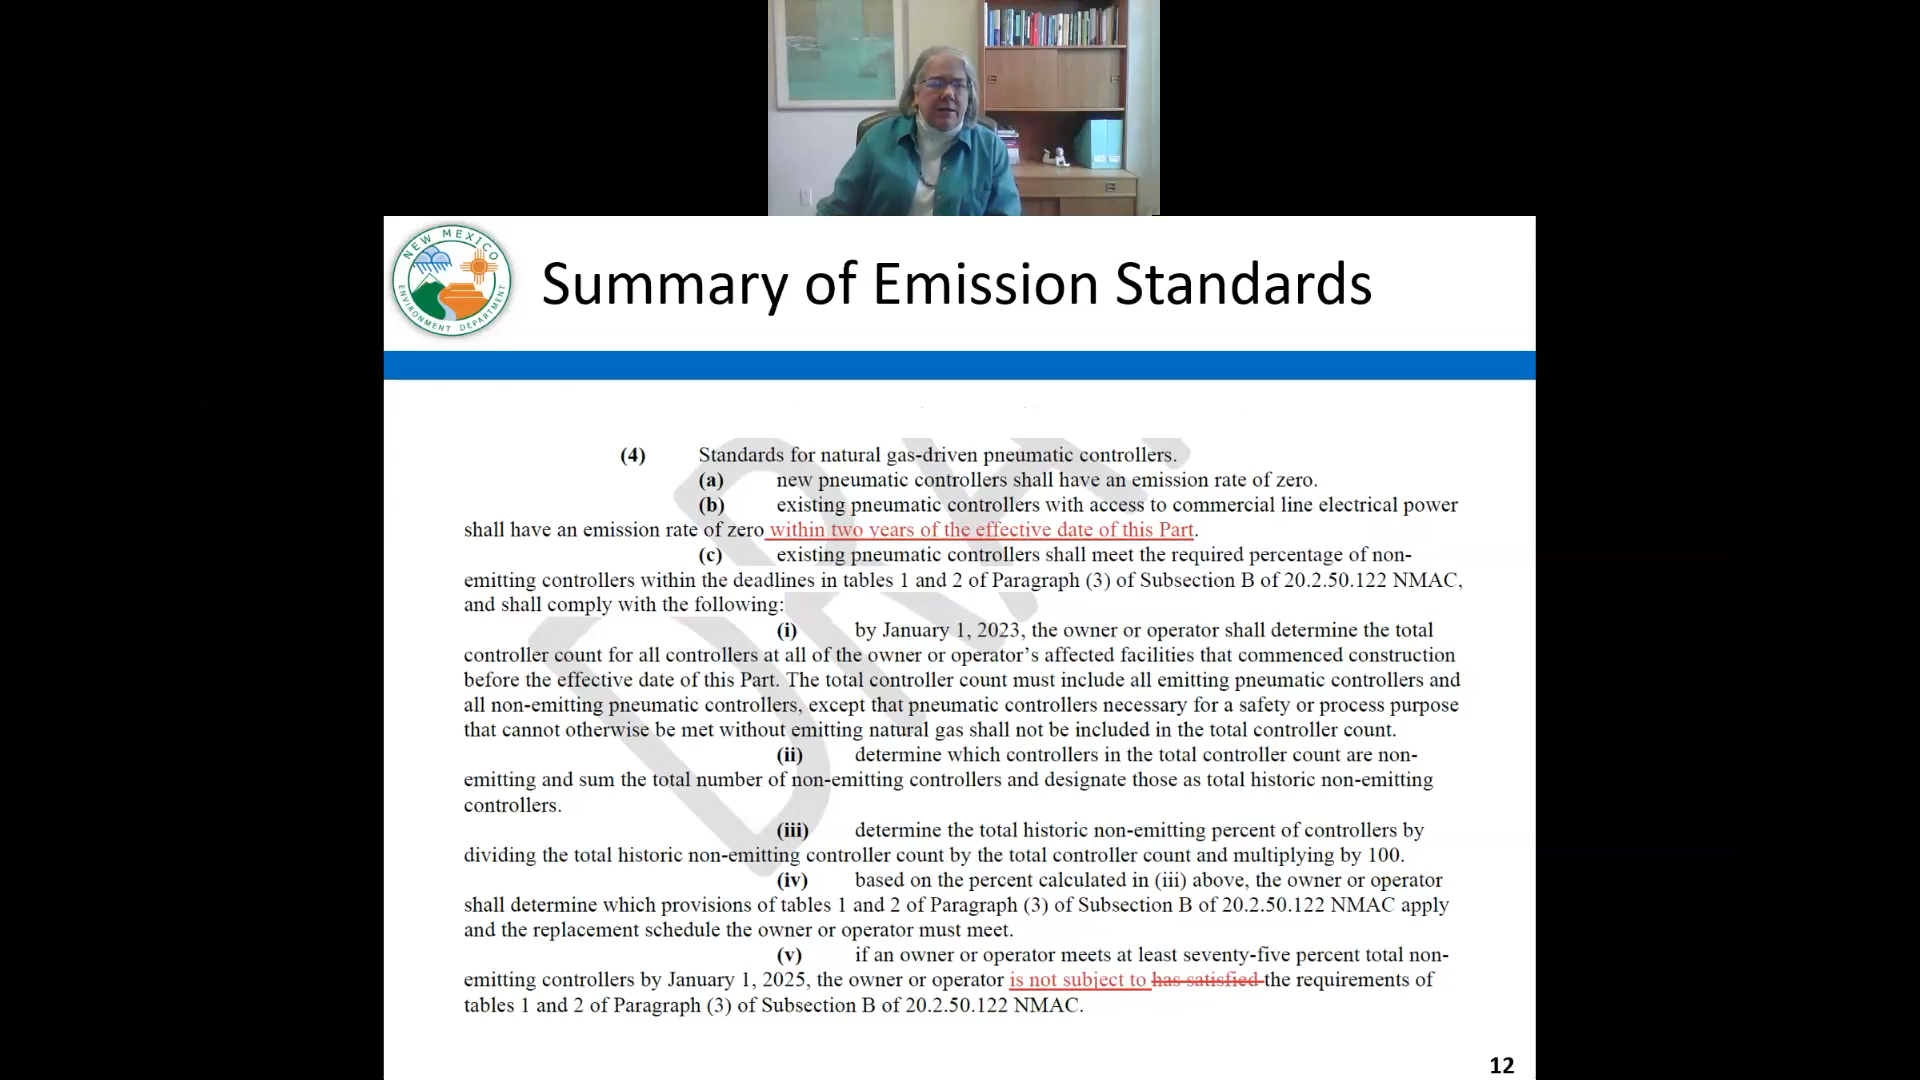 NEW MEXICO
ENVIRONMENT DEPARTMENT
Summary of Emission Standards
(4) Standards for natural gas-driven pneumatic controllers.
(a) new pneumatic controllers shall have an emission rate of zero.
(b) existing pneumatic controllers with access to commercial line electrical power
shall have an emission rate of zero within two years of the effective date of this Part.
(c) existing pneumatic controllers shall meet the required percentage of non-
emitting controllers within the deadlines in tables 1 and 2 of Paragraph (3) of Subsection B of 20.2.50.122 NMAC,
and shall comply with the following:
(i) by January 1, 2023, the owner or operator shall determine the total
controller count for all controllers at all of the owner or operator’s affected facilities that commenced construction
before the effective date of this Part. The total controller count must include all emitting pneumatic controllers and
all non-emitting pneumatic controllers, except that pneumatic controllers necessary for a safety or process purpose
that cannot otherwise be met without emitting natural gas shall not be included in the total controller count.
(ii) determine which controllers in the total controller count are non-
emitting and sum the total number of non-emitting controllers and designate those as total historic non-emitting
controllers.
(iii) determine the total historic non-emitting percent of controllers by
dividing the total historic non-emitting controller count by the total controller count and multiplying by 100.
(iv) based on the percent calculated in (iii) above, the owner or operator
shall determine which provisions of tables 1 and 2 of Paragraph (3) of Subsection B of 20.2.50.122 NMAC apply
and the replacement schedule the owner or operator must meet.
(v) if an owner or operator meets at least seventy-five percent total non-
emitting controllers by January 1, 2025, the owner or operator is not subject to has satisfied the requirements of
tables 1 and 2 of Paragraph (3) of Subsection B of 20.2.50.122 NMAC.
12